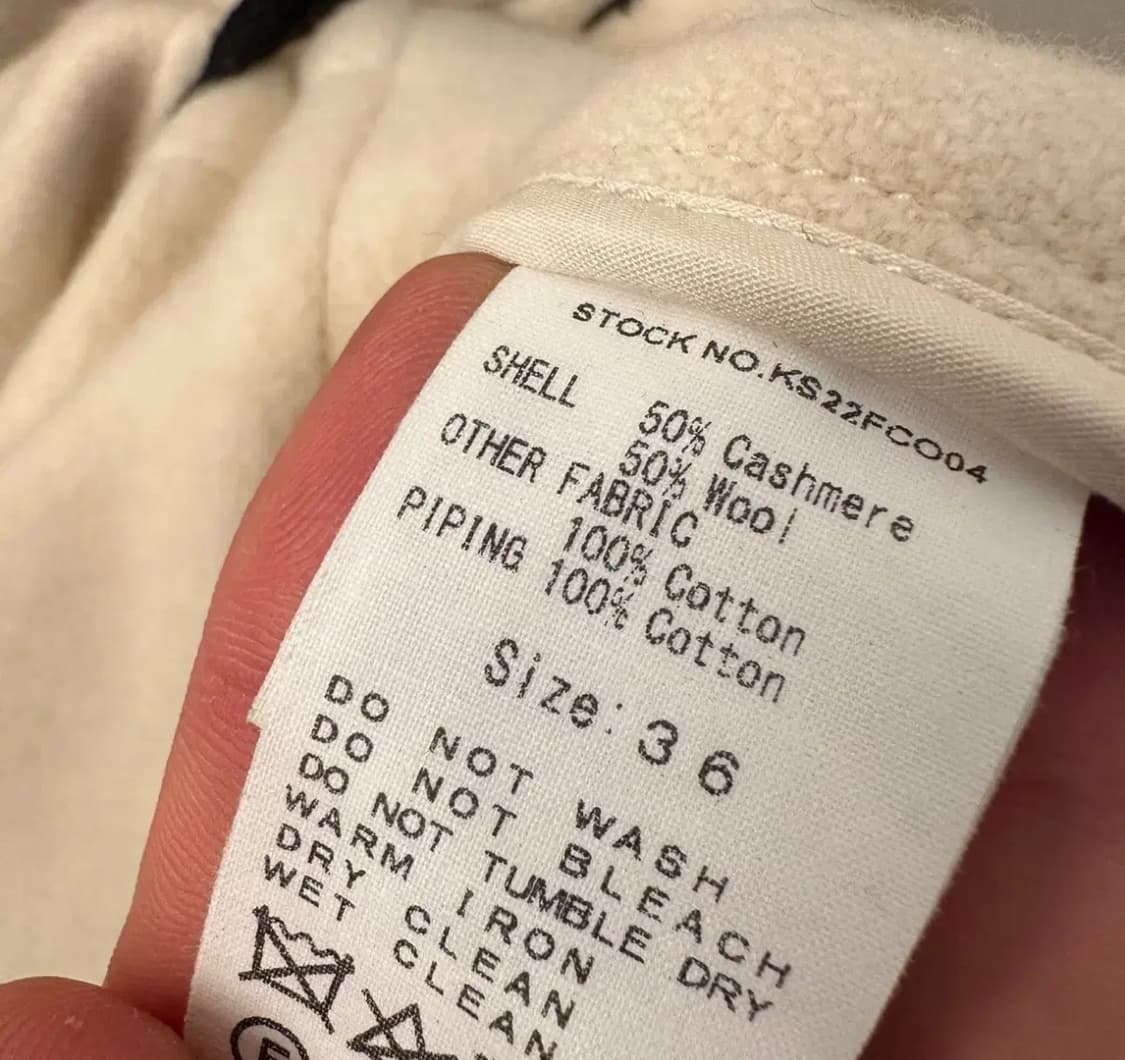 STOCK NO.KS22FCO04
SHELL 50% Cashmere
50% Wool
OTHER FABRIC
100% Cotton
PIPING 100% Cotton
Size: 36
DO NOT WASH
DO NOT BLEACH
DO NOT TUMBLE DRY
WARM IRON
DRY CLEAN
WET CLEAN